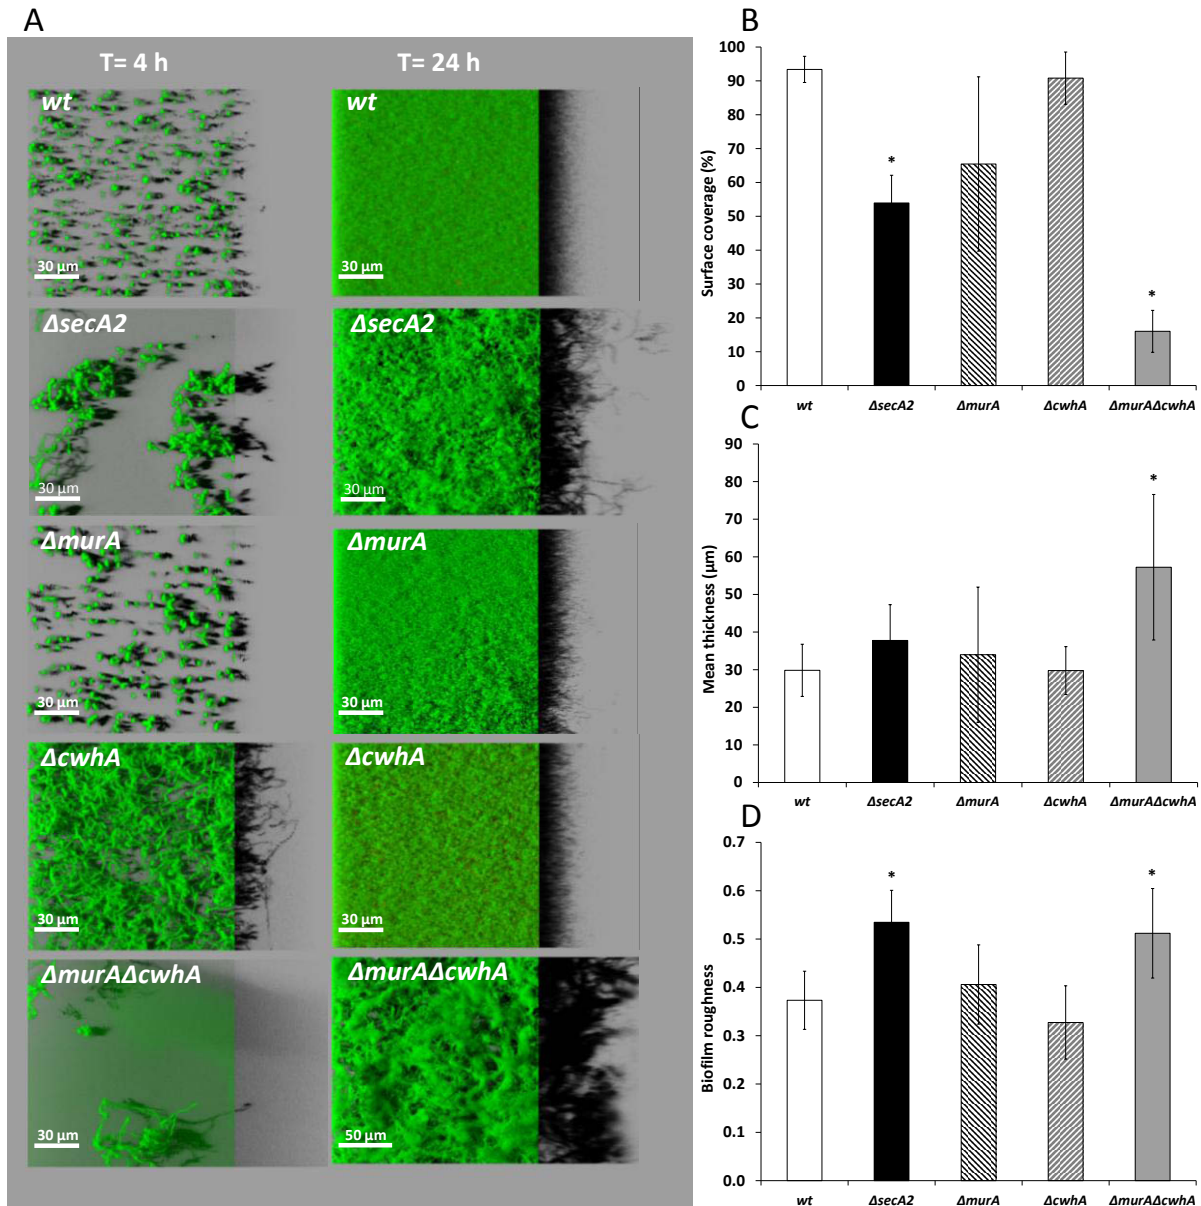 A
T= 4 h
T= 24 h
wt
30 µm
wt
30 µm
ΔsecA2
30 µm
ΔsecA2
30 µm
ΔmurA
30 µm
ΔmurA
30 µm
ΔcwhA
30 µm
ΔcwhA
30 µm
ΔmurAΔcwhA
30 µm
ΔmurAΔcwhA
50 µm
B
Surface coverage (%)
100
90
80
70
60
50
40
30
20
10
0
*
*
wt
ΔsecA2
ΔmurA
ΔcwhA
ΔmurAΔcwhA
C
Mean thickness (µm)
90
80
70
60
50
40
30
20
10
0
*
wt
ΔsecA2
ΔmurA
ΔcwhA
ΔmurAΔcwhA
D
Biofilm roughness
0.7
0.6
0.5
0.4
0.3
0.2
0.1
0.0
*
*
wt
ΔsecA2
ΔmurA
ΔcwhA
ΔmurAΔcwhA